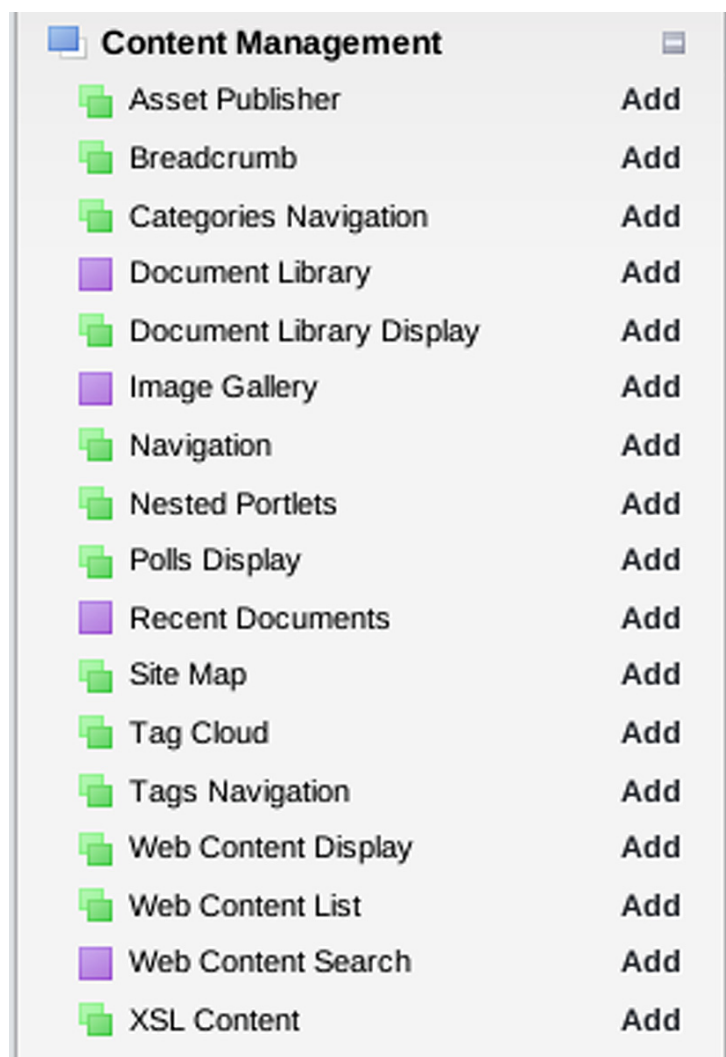 Content Management
Asset Publisher Add
Breadcrumb Add
Categories Navigation Add
Document Library Add
Document Library Display Add
Image Gallery Add
Navigation Add
Nested Portlets Add
Polls Display Add
Recent Documents Add
Site Map Add
Tag Cloud Add
Tags Navigation Add
Web Content Display Add
Web Content List Add
Web Content Search Add
XSL Content Add